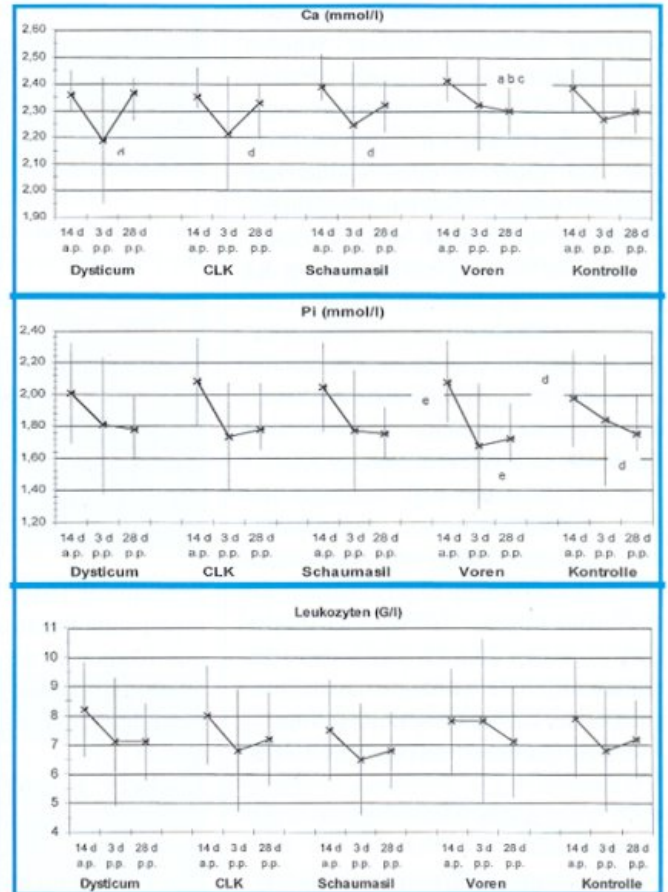 Ca (mmol/l)
2,60
2,50
2,40
a b c
2,30
2,20
d d d
2,10
2,00
1,90
14 d 3 d 28 d 14 d 3 d 28 d 14 d 3 d 28 d 14 d 3 d 28 d 14 d 3 d 28 d
a.p. p.p. p.p. a.p. p.p. p.p. a.p. p.p. p.p. a.p. p.p. p.p. a.p. p.p. p.p.
Dysticum CLK Schaumasil Voren Kontrolle
Pi (mmol/l)
2,40
2,20
d
2,00
e
1,80
1,60
d
e
1,40
1,20
14 d 3 d 28 d 14 d 3 d 28 d 14 d 3 d 28 d 14 d 3 d 28 d 14 d 3 d 28 d
a.p. p.p. p.p. a.p. p.p. p.p. a.p. p.p. p.p. a.p. p.p. p.p. a.p. p.p. p.p.
Dysticum CLK Schaumasil Voren Kontrolle
Leukozyten (G/l)
11
10
9
8
7
6
5
4
14 d 3 d 28 d 14 d 3 d 28 d 14 d 3 d 28 d 14 d 3 d 28 d 14 d 3 d 28 d
a.p. p.p. p.p. a.p. p.p. p.p. a.p. p.p. p.p. a.p. p.p. p.p. a.p. p.p. p.p.
Dysticum CLK Schaumasil Voren Kontrolle